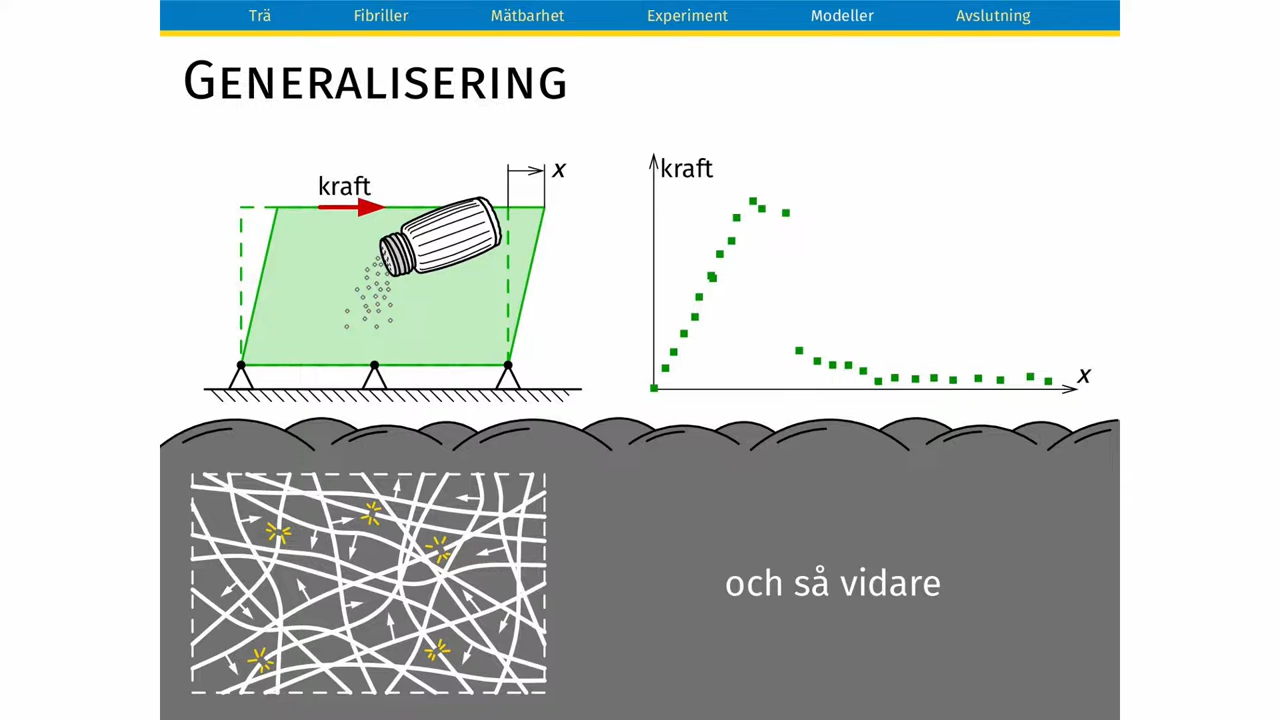 Trä Fibriller Mätbarhet Experiment Modeller Avslutning
GENERALISERING
kraft
x
kraft
x
och så vidare